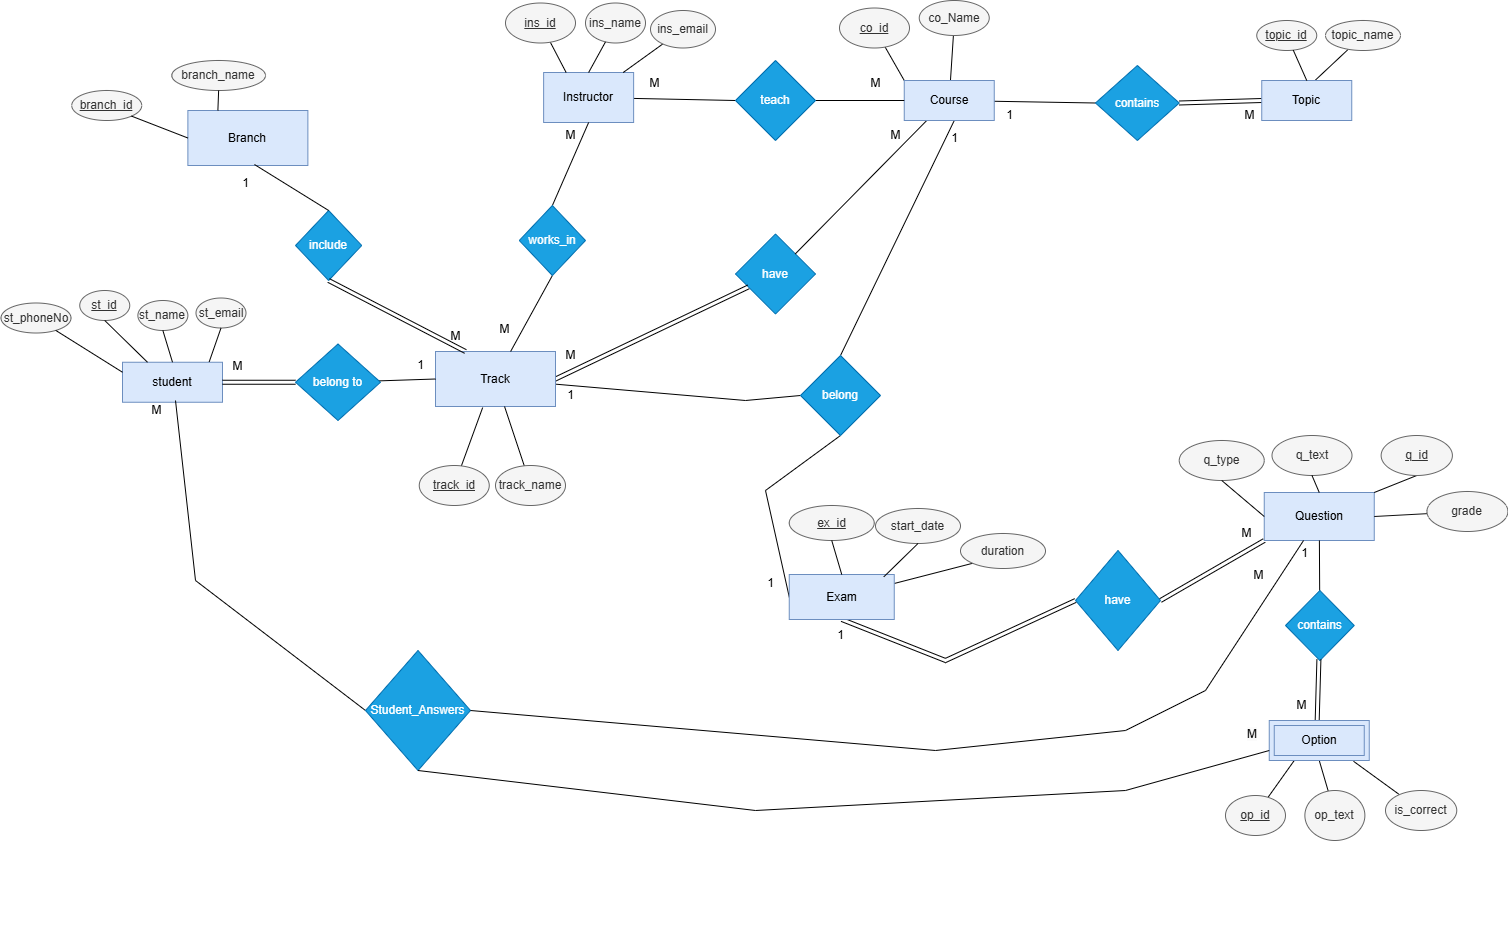 ins_id
ins_name
ins_email
co_id
co_Name
topic_id
topic_name
branch_name
branch_id
Branch
1
Instructor
M
teach
M
Course
1
contains
M
Topic
M
M
1
include
works_in
have
st_phoneNo
st_id
st_name
st_email
student
M
M
belong to
1
M
M
Track
M
1
belong
track_id
track_name
q_type
q_text
q_id
grade
Question
M
1
M
ex_id
start_date
duration
Exam
1
1
have
contains
Student_Answers
M
M
Option
op_id
op_text
is_correct